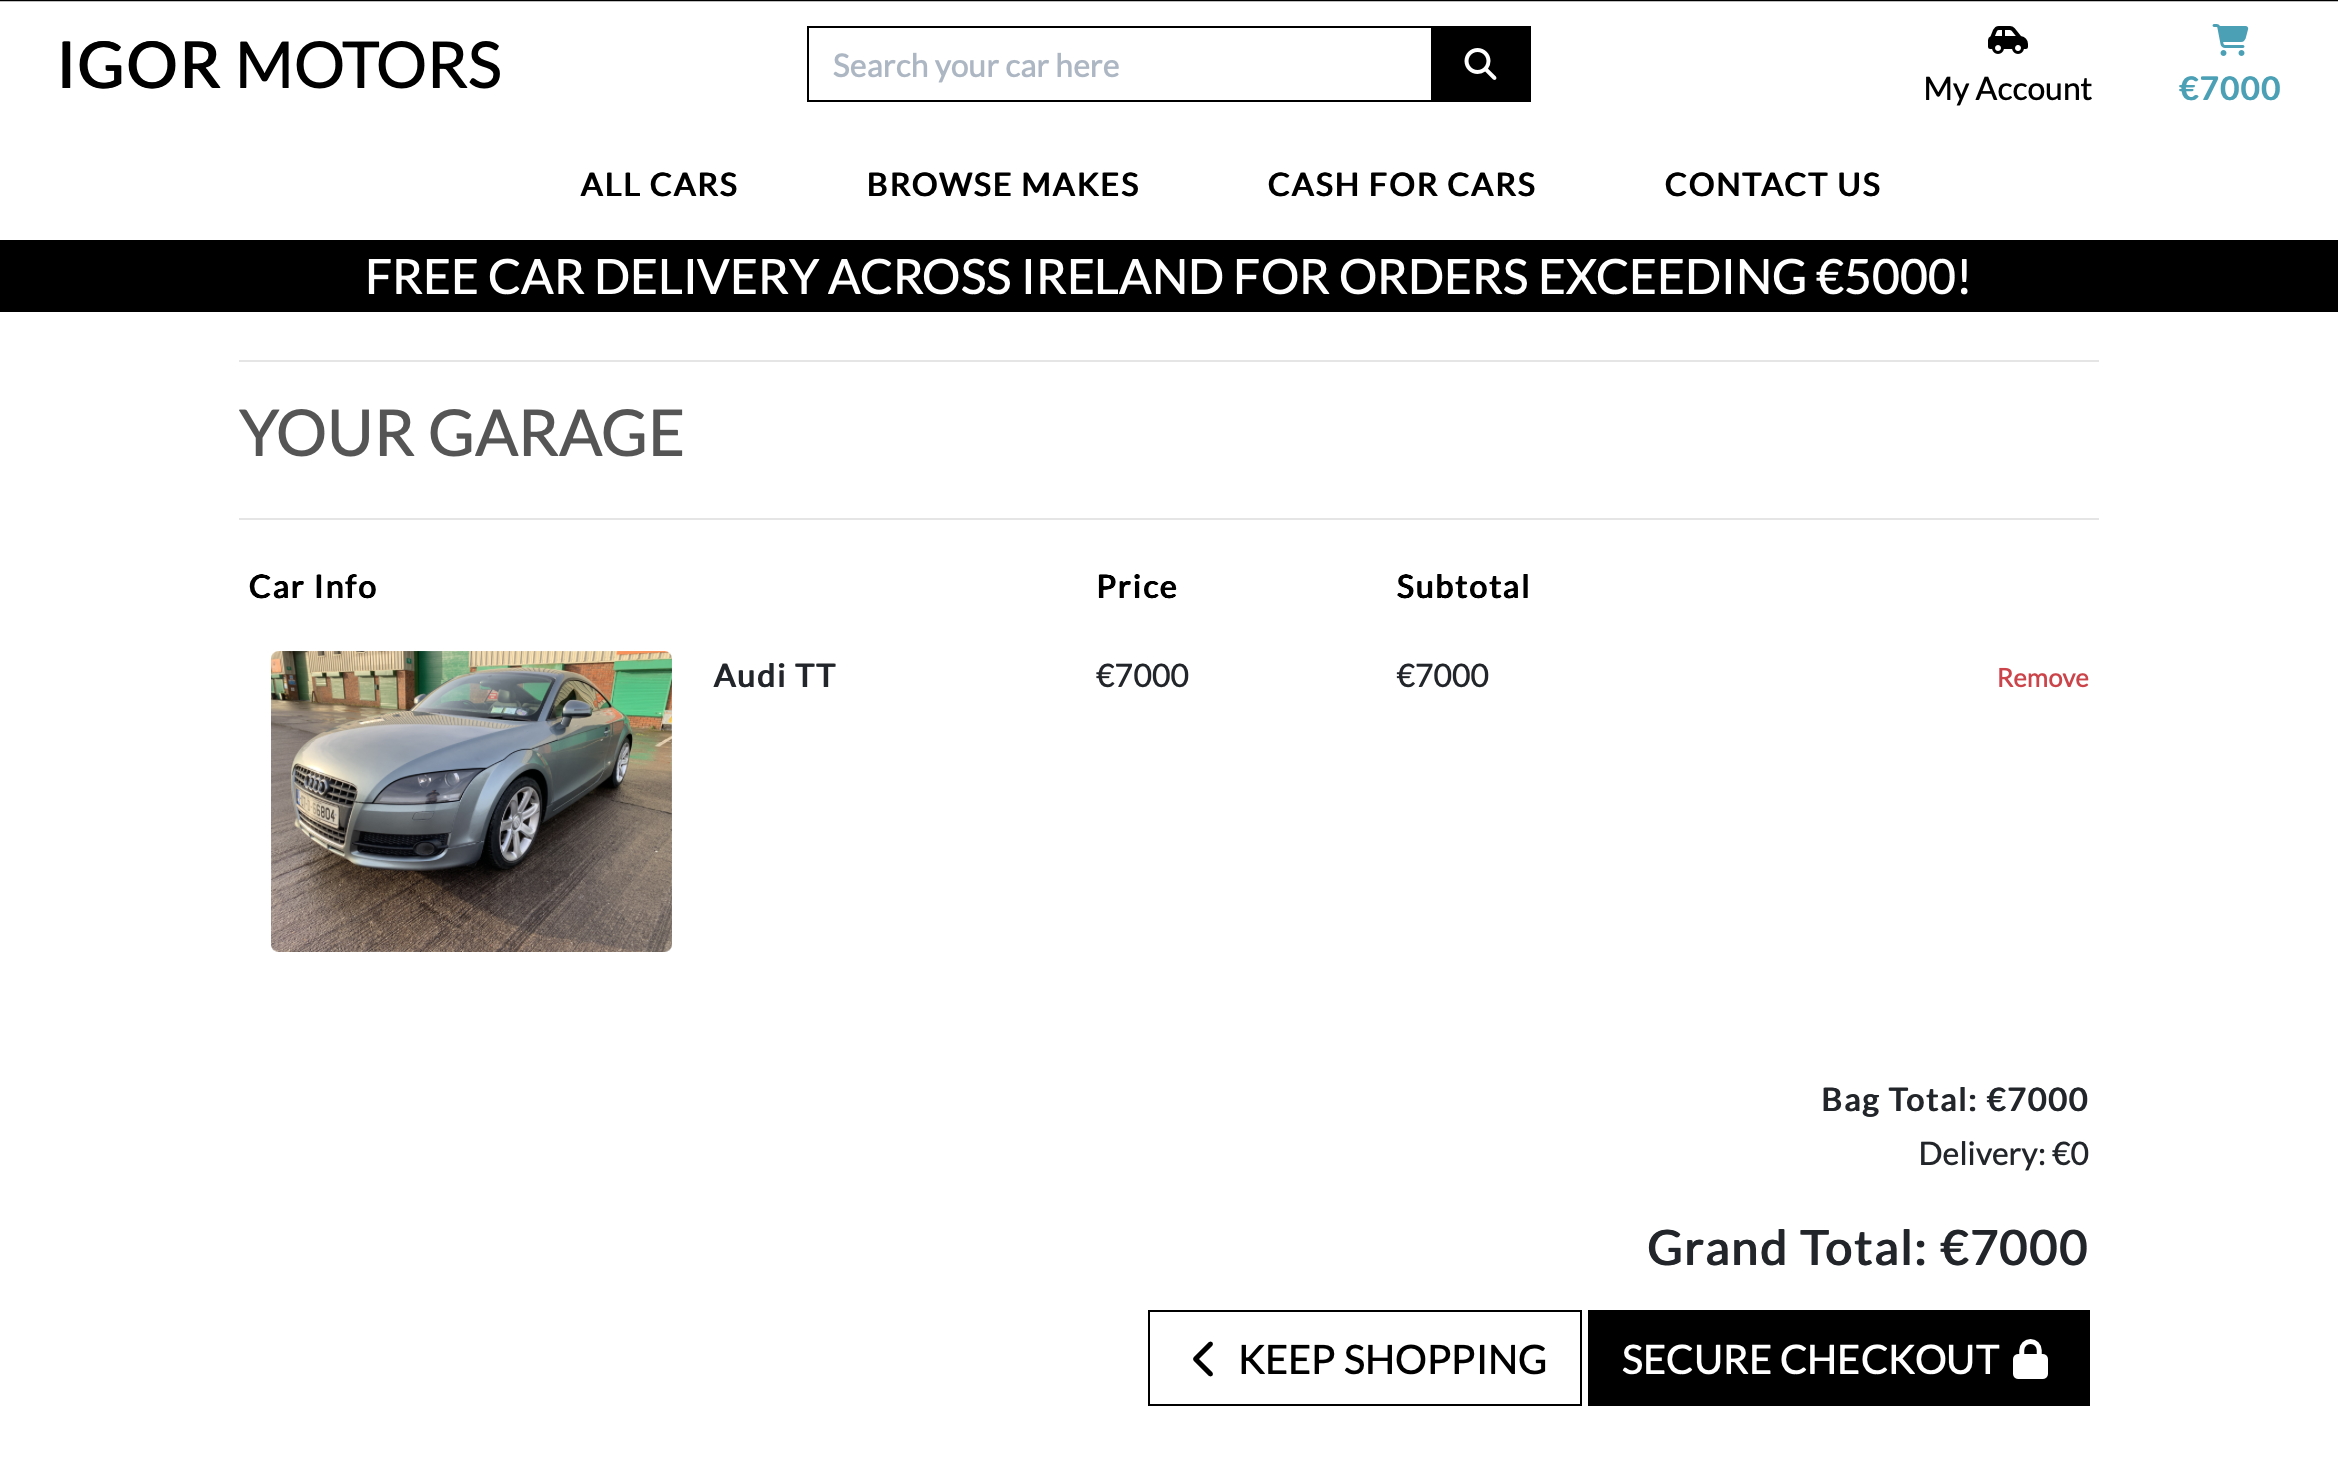 IGOR MOTORS
Search your car here
My Account
€7000
ALL CARS BROWSE MAKES CASH FOR CARS CONTACT US
FREE CAR DELIVERY ACROSS IRELAND FOR ORDERS EXCEEDING €5000!
YOUR GARAGE
Car Info Price Subtotal
Audi TT €7000 €7000 Remove
Bag Total: €7000
Delivery: €0
Grand Total: €7000
KEEP SHOPPING SECURE CHECKOUT